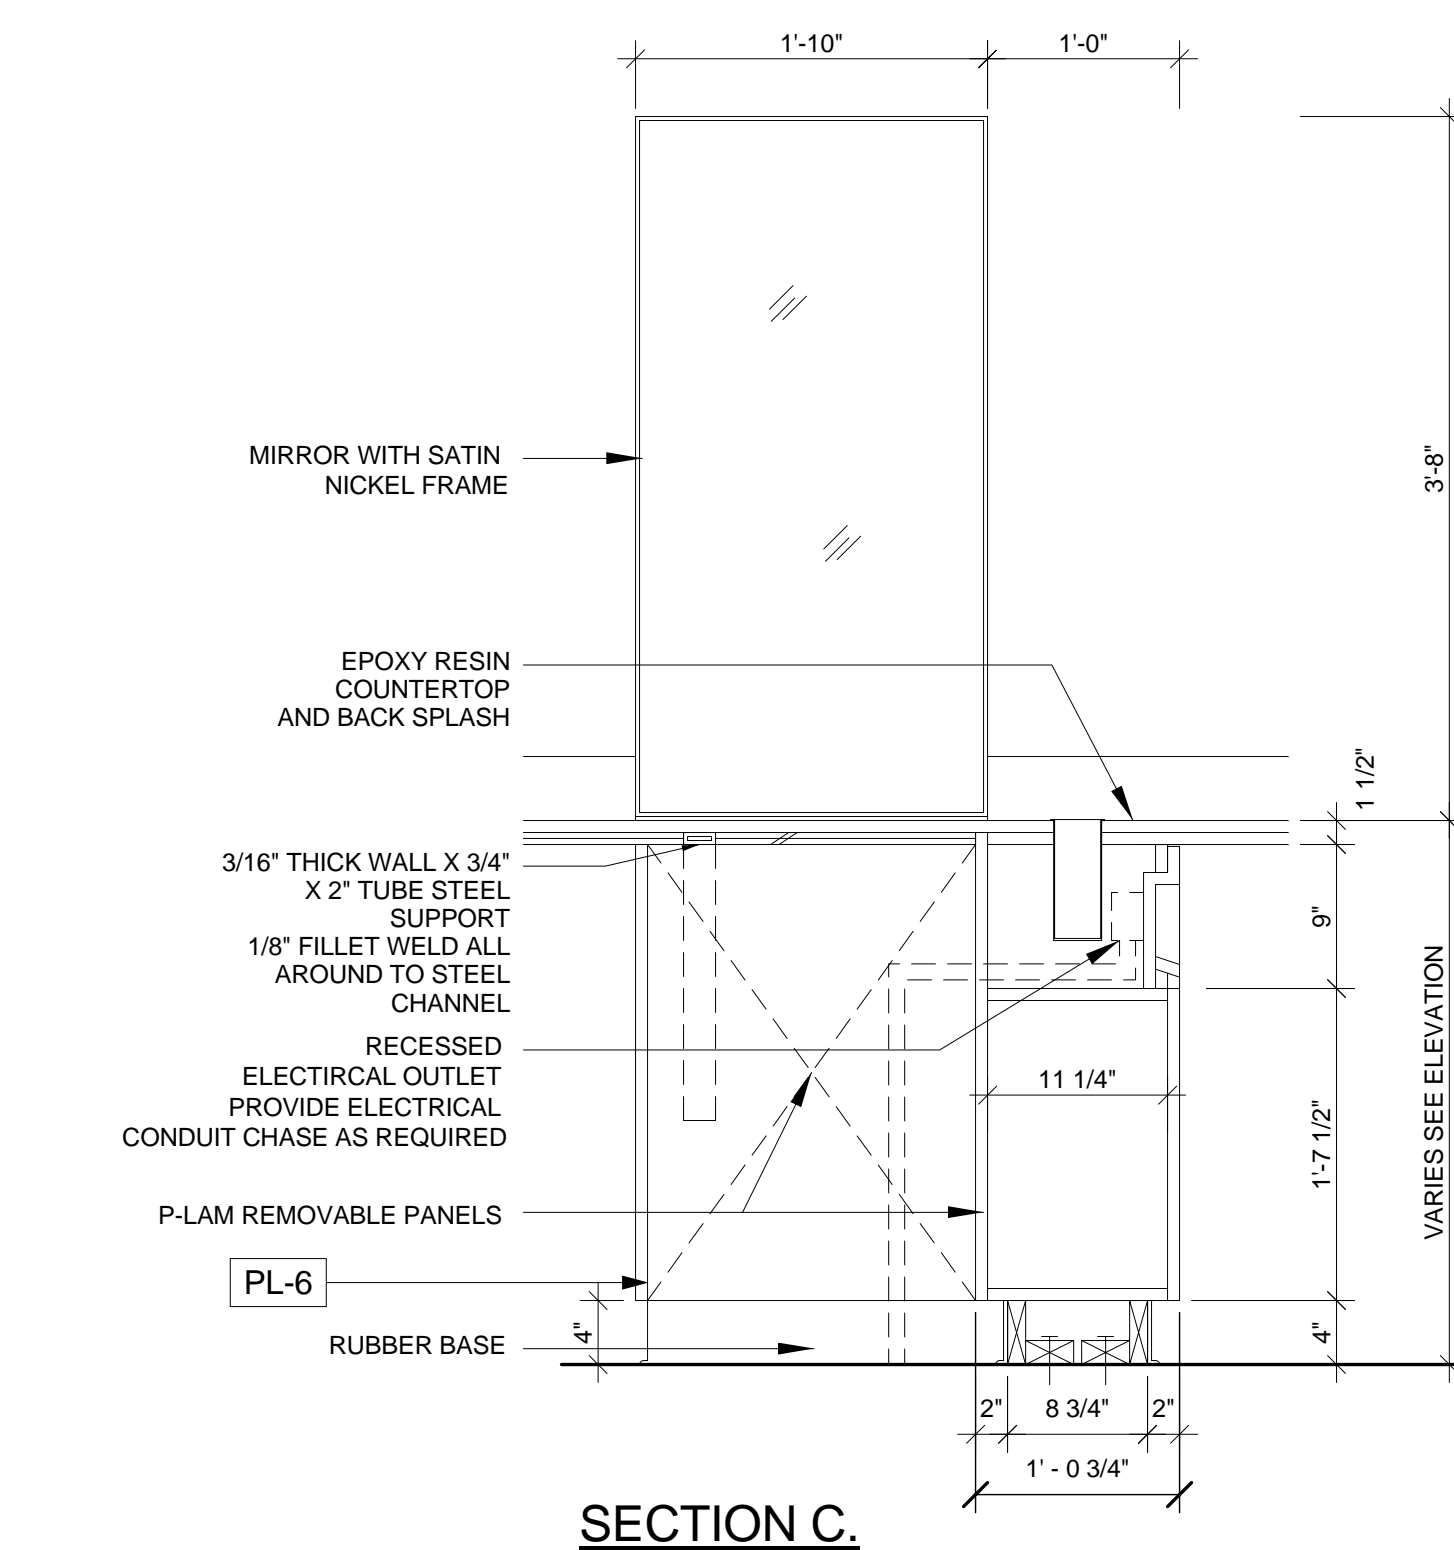 1'-10"
1'-0"
3'-8"
MIRROR WITH SATIN
NICKEL FRAME
EPOXY RESIN
COUNTERTOP
AND BACK SPLASH
1 1/2"
3/16" THICK WALL X 3/4"
X 2" TUBE STEEL
SUPPORT
1/8" FILLET WELD ALL
AROUND TO STEEL
CHANNEL
9"
RECESSED
ELECTIRCAL OUTLET
PROVIDE ELECTRICAL
CONDUIT CHASE AS REQUIRED
11 1/4"
1'-7 1/2"
VARIES SEE ELEVATION
P-LAM REMOVABLE PANELS
PL-6
4"
4"
RUBBER BASE
2"
8 3/4"
2"
1' - 0 3/4"
SECTION C.